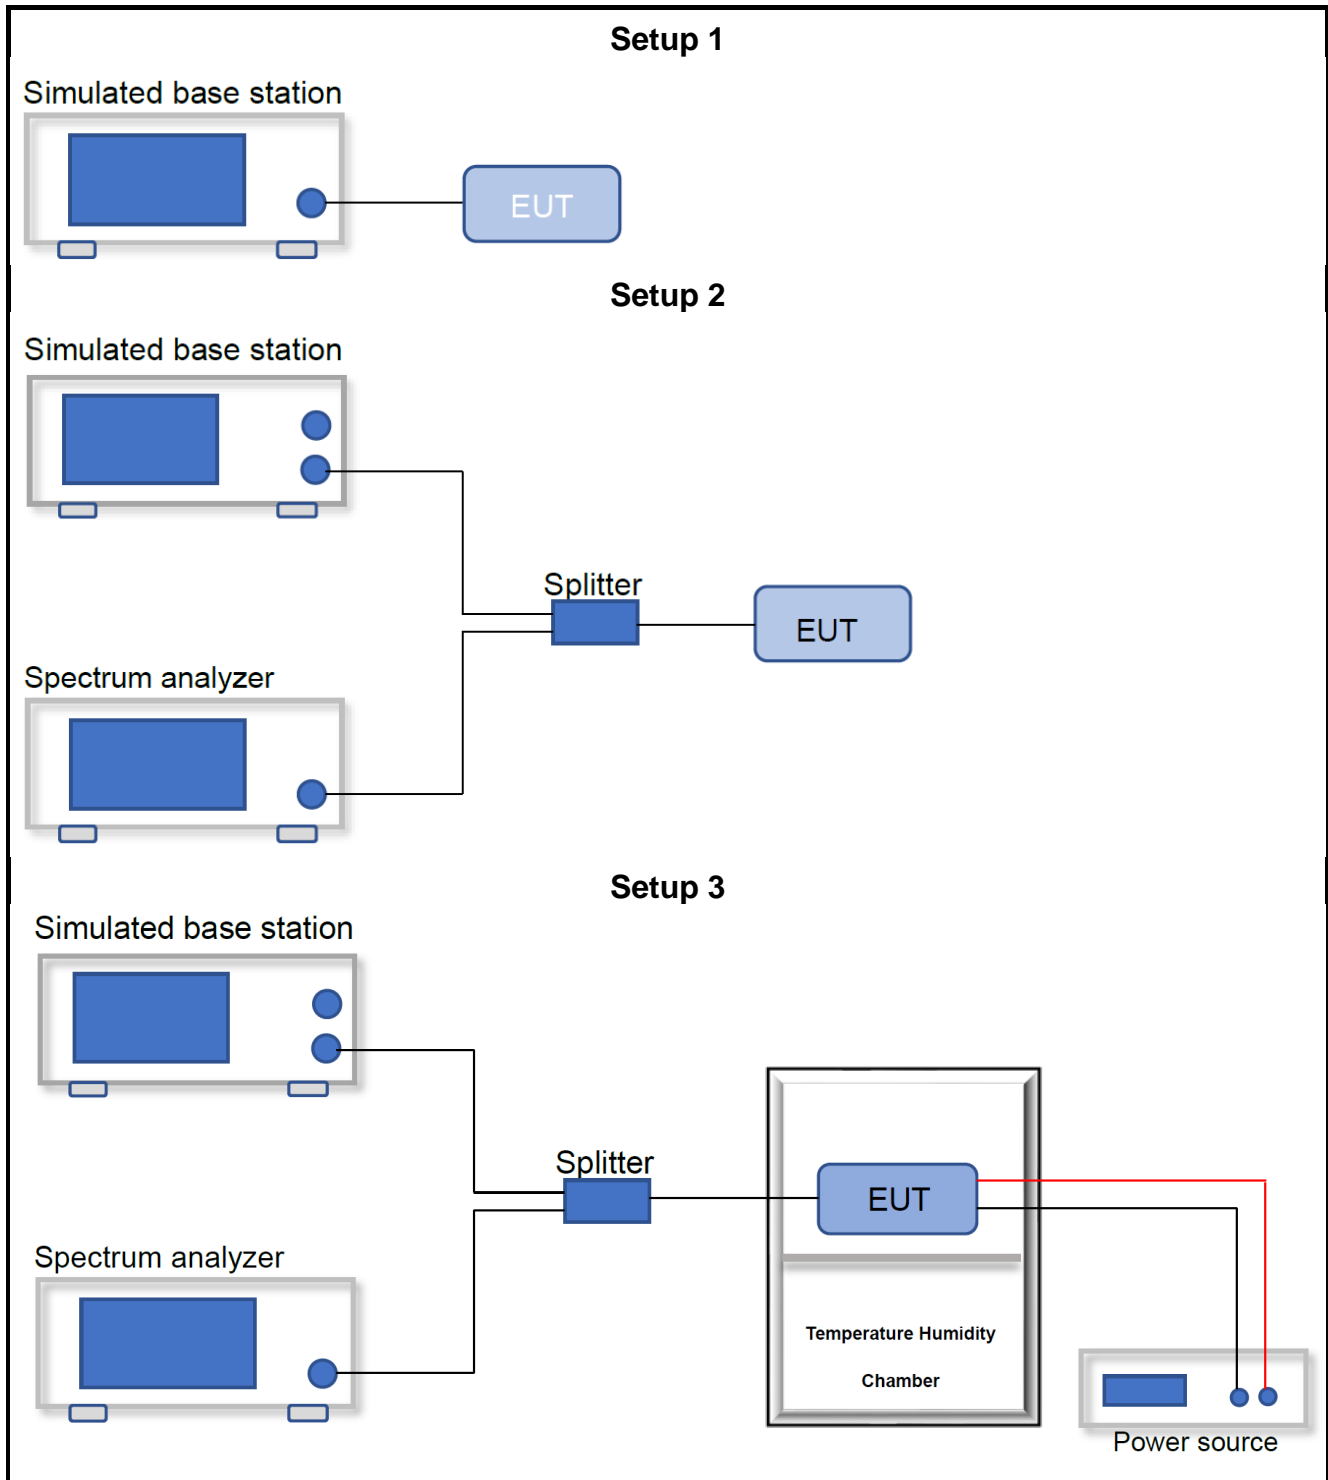 Setup 1
Simulated base station
EUT
Setup 2
Simulated base station
Splitter
EUT
Spectrum analyzer
Setup 3
Simulated base station
Splitter
EUT
Spectrum analyzer
Temperature Humidity
Chamber
Power source